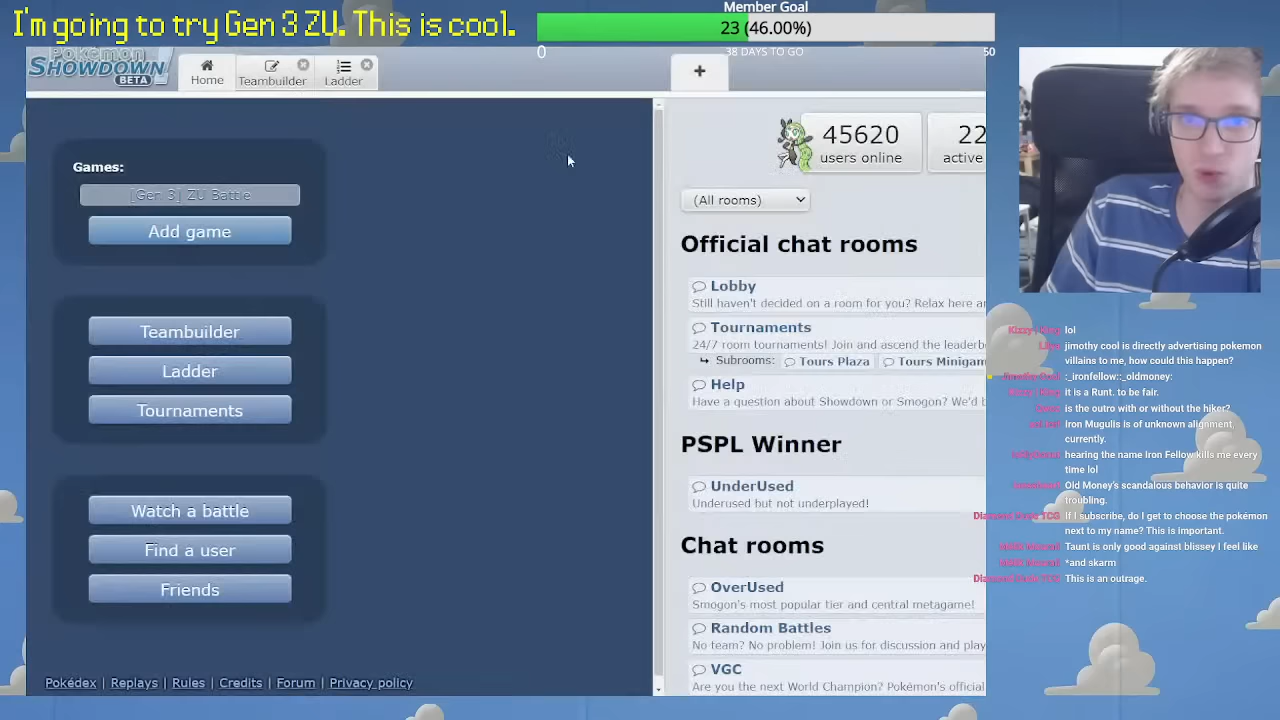 I'm going to try Gen 3 ZU. This is cool.
Member Goal
23 (46.00%)
0
38 DAYS TO GO
50
Pokémon
SHOWDOWN
BETA
Home
Teambuilder
Ladder
+
Games:
[Gen 3] ZU Battle
Add game
Teambuilder
Ladder
Tournaments
Watch a battle
Find a user
Friends
Pokédex | Replays | Rules | Credits | Forum | Privacy policy
45620
users online
22
active
(All rooms)
Official chat rooms
Lobby
Still haven't decided on a room for you? Relax here
Tournaments
24/7 room tournaments! Join and ascend the
Subrooms: Tours Plaza Tours Minigam
Help
Have a question about Showdown or Smogon? We'd
PSPL Winner
UnderUsed
Underused but not underplayed!
Chat rooms
OverUsed
Smogon's most popular tier and central metagame!
Random Battles
No team? No problem! Join us for discussion and play
VGC
Are you the next World Champion? Pokémon's official
lol
jimothy cool is directly advertising pokemon
villains to me, how could this happen?
:_ironfellow::_oldmoney:
it is a Runt. to be fair.
is the outro with or without the hiker?
Iron Mugulis is of unknown alignment,
currently.
hearing the name Iron Fellow kills me every
time lol
Old Money's scandalous behavior is quite
troubling.
If I subscribe, do I get to choose the pokémon
next to my name? This is important.
Taunt is only good against blissey I feel like
*and skarm
This is an outrage.